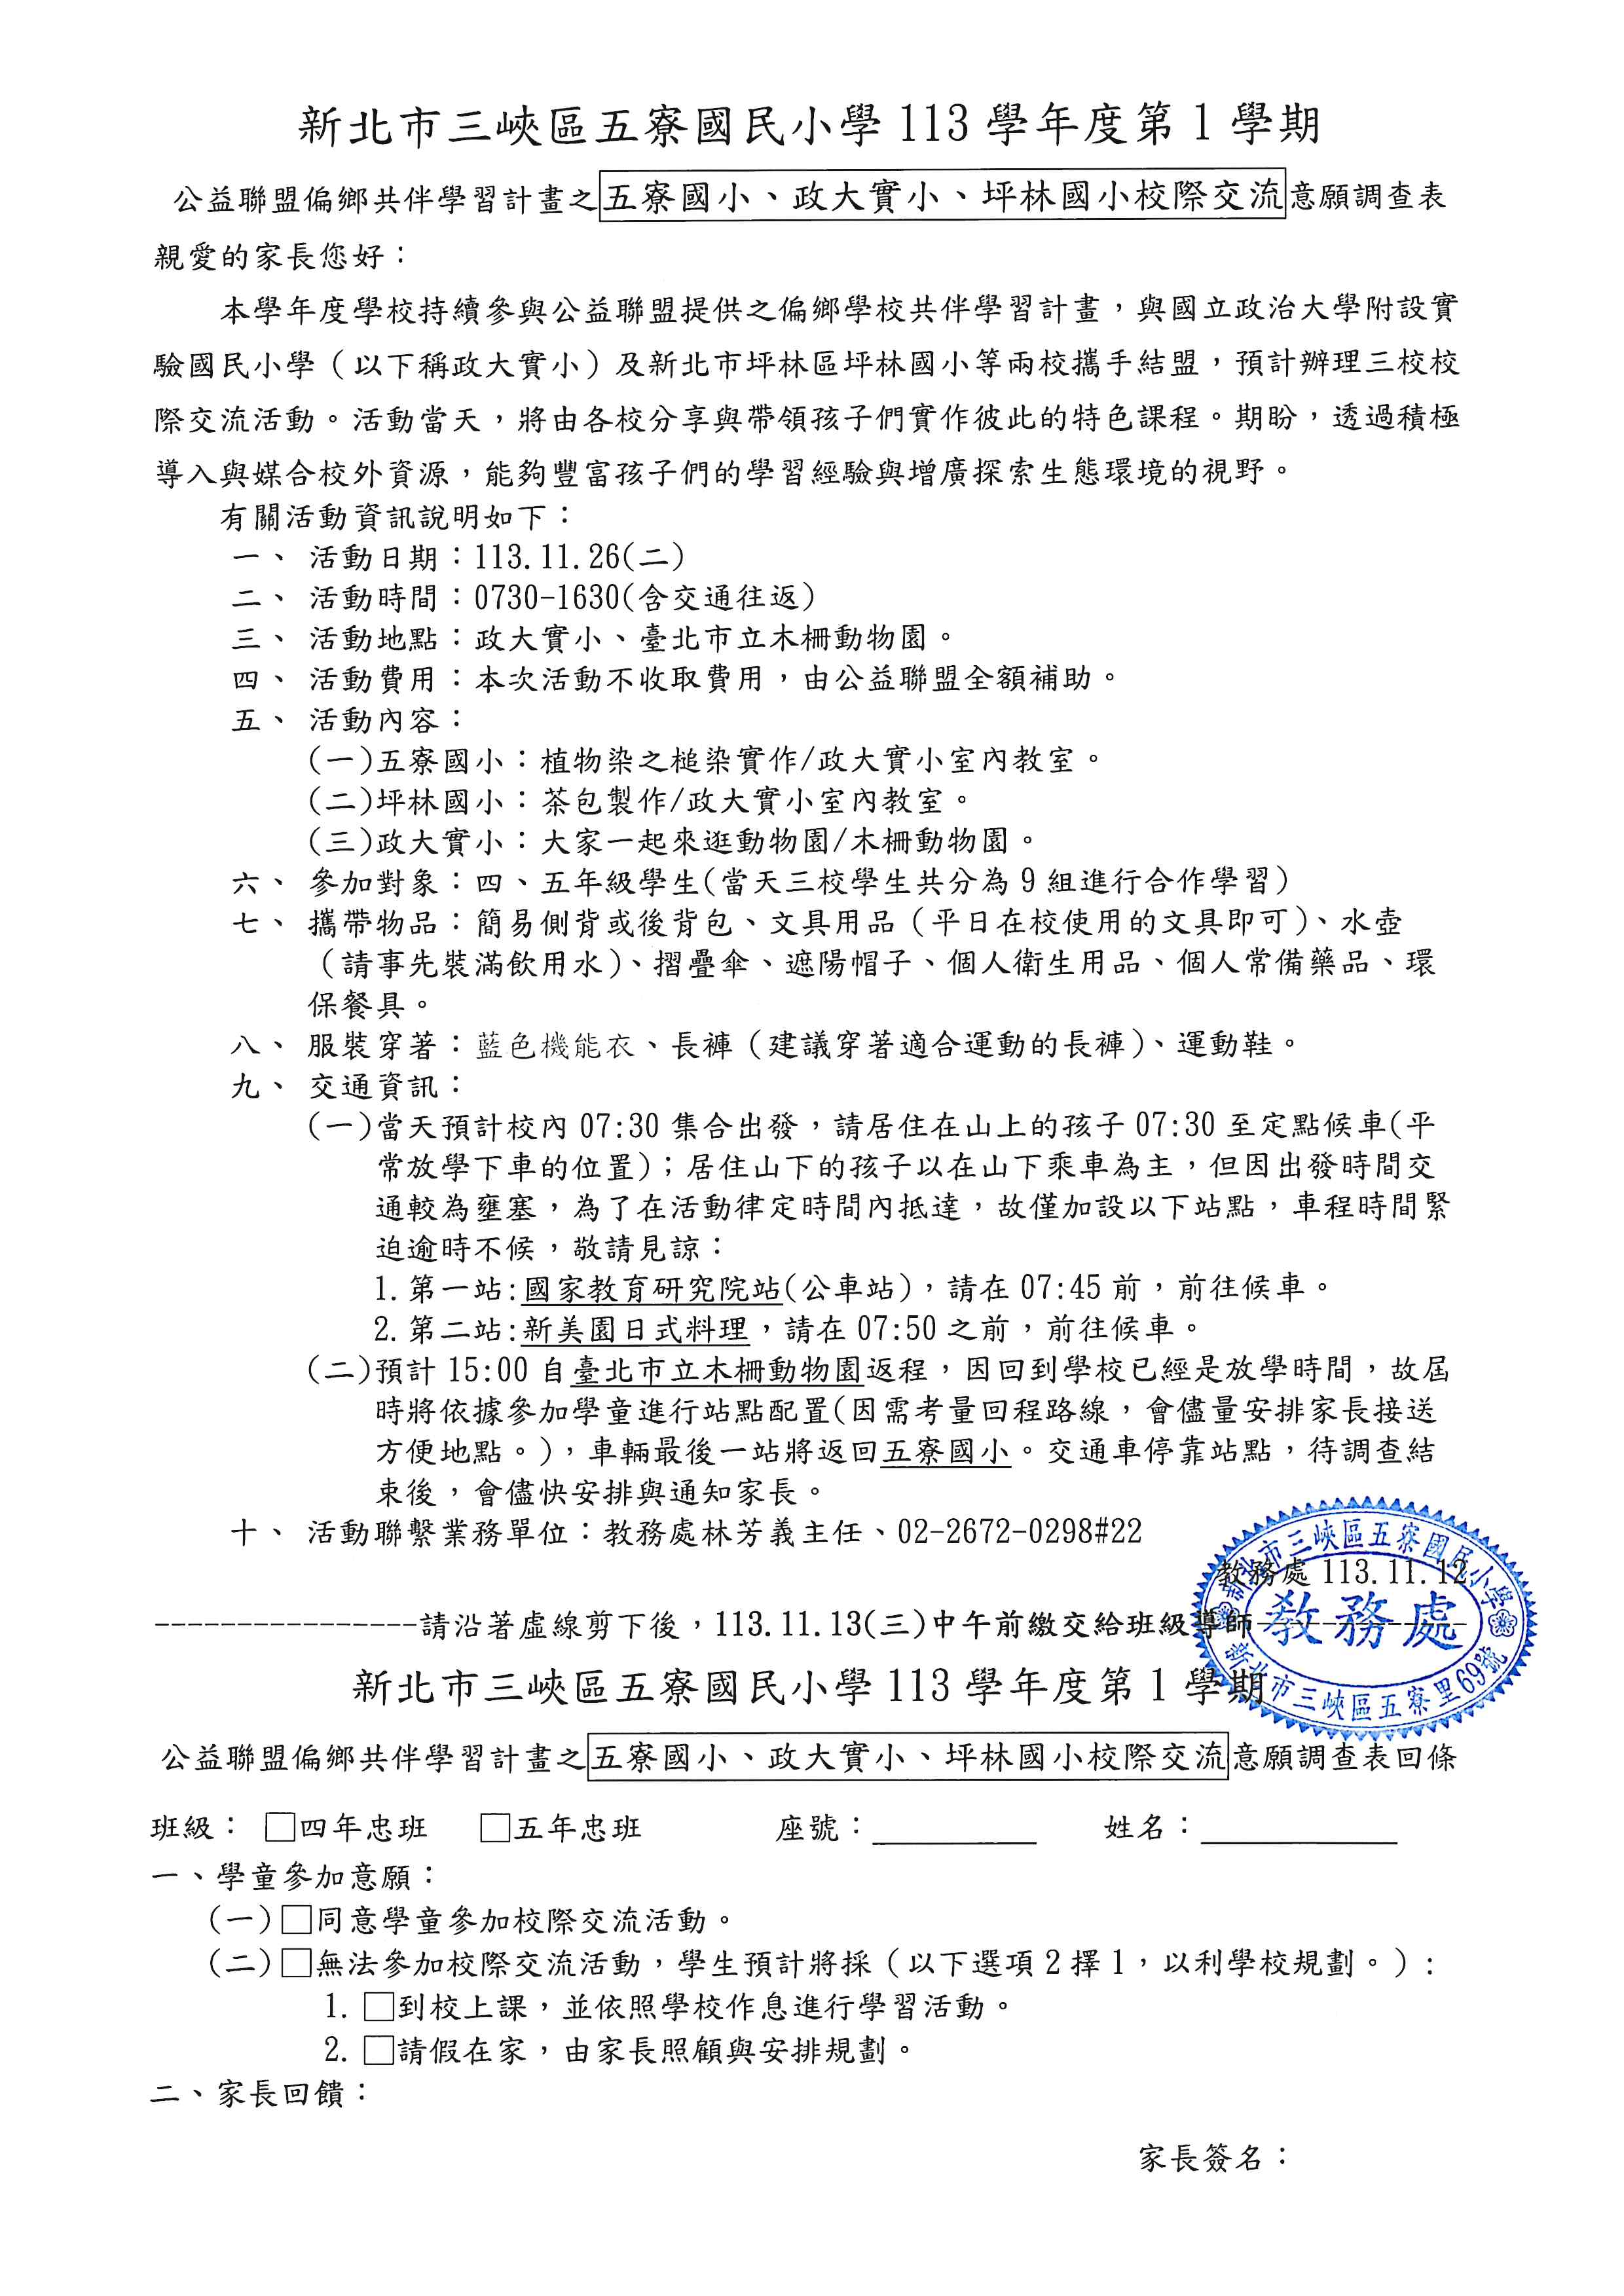 新北市三峽區五寮國民小學 113 學年度第 1 學期
公益聯盟偏鄉共伴學習計畫之五寮國小、政大實小、坪林國小校際交流意願調查表
親愛的家長您好：
本學年度學校持續參與公益聯盟提供之偏鄉學校共伴學習計畫，與國立政治大學附設實
驗國民小學（以下稱政大實小）及新北市坪林區坪林國小等兩校攜手結盟，預計辦理三校校
際交流活動。活動當天，將由各校分享與帶領孩子們實作彼此的特色課程。期盼，透過積極
導入與媒合校外資源，能夠豐富孩子們的學習經驗與增廣探索生態環境的視野。
有關活動資訊說明如下：
一、 活動日期：113.11.26(二)
二、 活動時間：0730-1630(含交通往返)
三、 活動地點：政大實小、臺北市立木柵動物園。
四、 活動費用：本次活動不收取費用，由公益聯盟全額補助。
五、 活動內容：
(一)五寮國小：植物染之槌染實作/政大實小室內教室。
(二)坪林國小：茶包製作/政大實小室內教室。
(三)政大實小：大家一起來逛動物園/木柵動物園。
六、 參加對象：四、五年級學生(當天三校學生共分為 9 組進行合作學習)
七、 攜帶物品：簡易側背或後背包、文具用品（平日在校使用的文具即可）、水壺
（請事先裝滿飲用水）、摺疊傘、遮陽帽子、個人衛生用品、個人常備藥品、環
保餐具。
八、 服裝穿著：藍色機能衣、長褲（建議穿著適合運動的長褲）、運動鞋。
九、 交通資訊：
(一)當天預計校內 07:30 集合出發，請居住在山上的孩子 07:30 至定點候車(平
常放學下車的位置)；居住山下的孩子以在山下乘車為主，但因出發時間交
通較為壅塞，為了在活動律定時間內抵達，故僅加設以下站點，車程時間緊
迫逾時不候，敬請見諒：
1.第一站:國家教育研究院站(公車站)，請在 07:45 前，前往候車。
2.第二站:新美園日式料理，請在 07:50 之前，前往候車。
(二)預計 15:00 自臺北市立木柵動物園返程，因回到學校已經是放學時間，故屆
時將依據參加學童進行站點配置(因需考量回程路線，會儘量安排家長接送
方便地點。)，車輛最後一站將返回五寮國小。交通車停靠站點，待調查結
束後，會儘快安排與通知家長。
十、 活動聯繫業務單位：教務處林芳義主任、02-2672-0298#22
新北市三峽區五寮國民小學
教務處 113.11.12
教務處
新北市三峽區五寮里69號
----------------請沿著虛線剪下後，113.11.13(三)中午前繳交給班級導師-------------
新北市三峽區五寮國民小學 113 學年度第 1 學期
公益聯盟偏鄉共伴學習計畫之五寮國小、政大實小、坪林國小校際交流意願調查表回條
班級： □四年忠班 □五年忠班 座號：__________ 姓名：____________
一、學童參加意願：
(一)□同意學童參加校際交流活動。
(二)□無法參加校際交流活動，學生預計將採（以下選項 2 擇 1，以利學校規劃。）:
1. □到校上課，並依照學校作息進行學習活動。
2. □請假在家，由家長照顧與安排規劃。
二、家長回饋：
家長簽名：